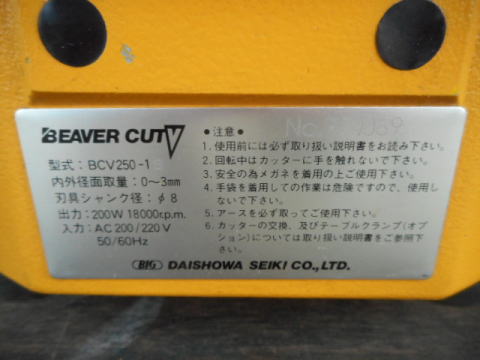 BEAVER CUT V
型式：BCV250-1
内外径面取量：0～3mm
刃具シャンク径：φ8
出力：200W 18000r.p.m.
入力：AC 200/220V
50/60Hz
●注意●
1. 使用前には必ず取り扱い説明書をお読み下さい。
2. 回転中はカッターに手を触れないで下さい。
3. 安全の為メガネを着用の上ご使用下さい。
4. 手袋を着用しての作業は危険ですので、使用し
ないで下さい。
5. アースを必ず取ってご使用下さい。
6. カッターの交換、及びテーブルクランプ(オプ
ション)については取り扱い説明書をご参照下
さい。
BIG DAISHOWA SEIKI CO.,LTD.